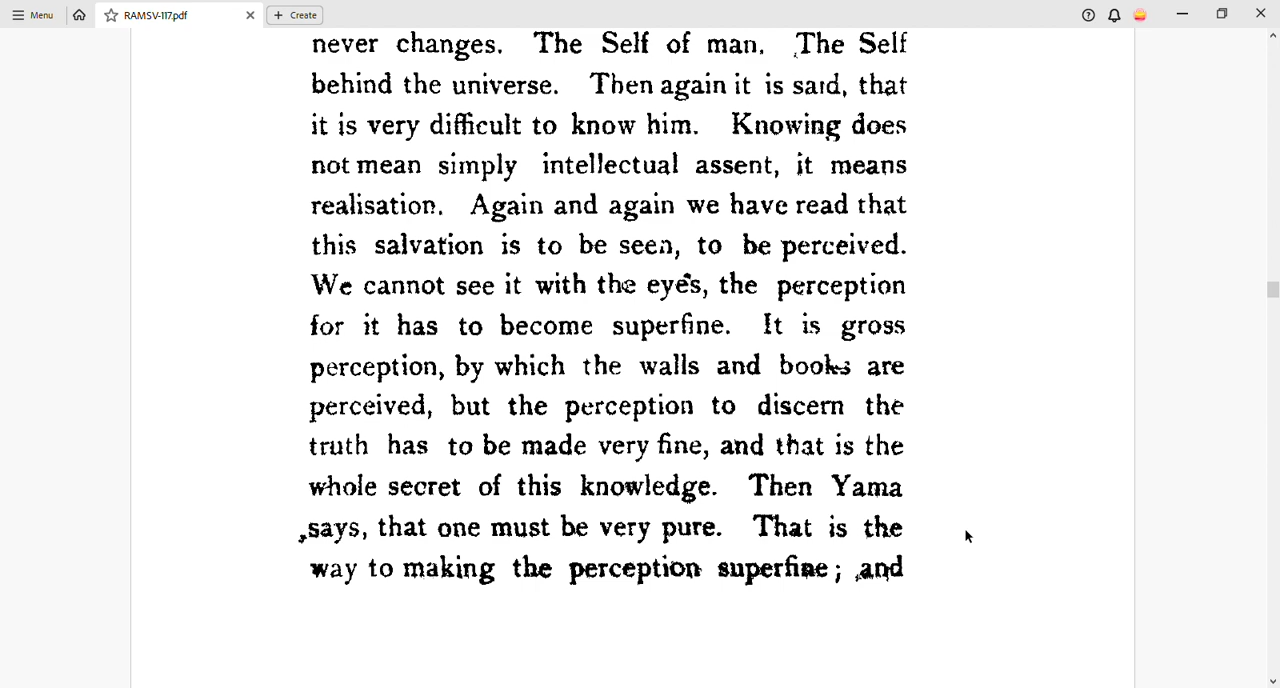 Menu
RAMSV-117.pdf
+ Create
never changes. The Self of man. The Self
behind the universe. Then again it is said, that
it is very difficult to know him. Knowing does
not mean simply intellectual assent, it means
realisation. Again and again we have read that
this salvation is to be seen, to be perceived.
We cannot see it with the eyes, the perception
for it has to become superfine. It is gross
perception, by which the walls and books are
perceived, but the perception to discern the
truth has to be made very fine, and that is the
whole secret of this knowledge. Then Yama
says, that one must be very pure. That is the
way to making the perception superfine; and